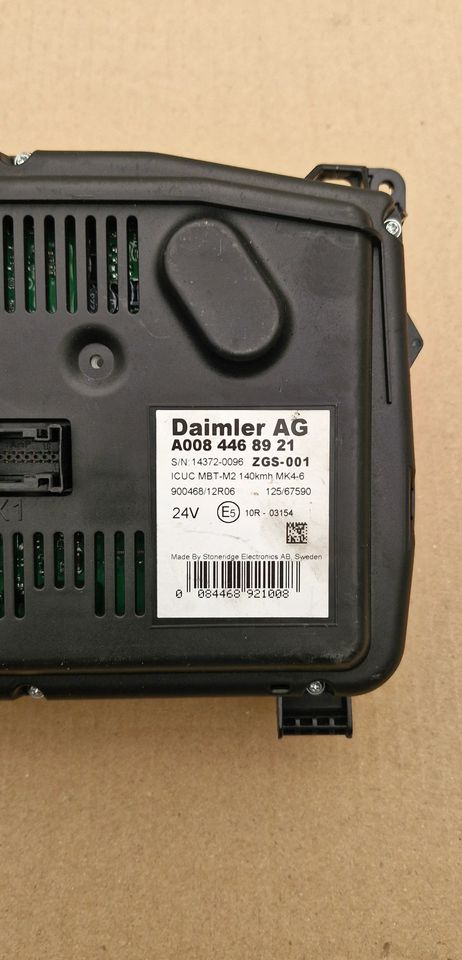 Daimler AG
A008 446 89 21
S/N: 14372-0096 ZGS-001
ICUC MBT-M2 140kmh MK4-6
900468/12R06 125/67590
24V E5 10R - 03154
Made By Stoneridge Electronics AB, Sweden
0 084468 921008
X1